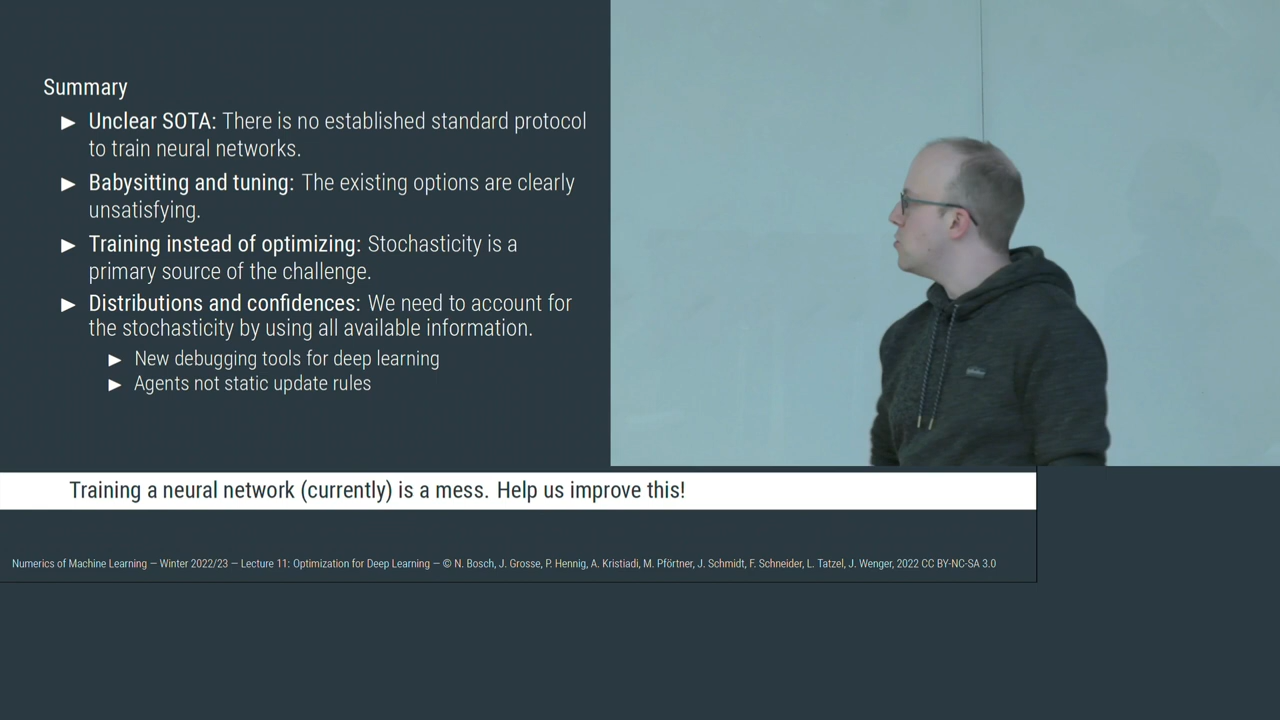 Summary
▶ Unclear SOTA: There is no established standard protocol
to train neural networks.
▶ Babysitting and tuning: The existing options are clearly
unsatisfying.
▶ Training instead of optimizing: Stochasticity is a
primary source of the challenge.
▶ Distributions and confidences: We need to account for
the stochasticity by using all available information.
▶ New debugging tools for deep learning
▶ Agents not static update rules
Training a neural network (currently) is a mess. Help us improve this!
Numerics of Machine Learning — Winter 2022/23 — Lecture 11: Optimization for Deep Learning — © N. Bosch, J. Grosse, P. Hennig, A. Kristiadi, M. Pförtner, J. Schmidt, F. Schneider, L. Tatzel, J. Wenger, 2022 CC BY-NC-SA 3.0